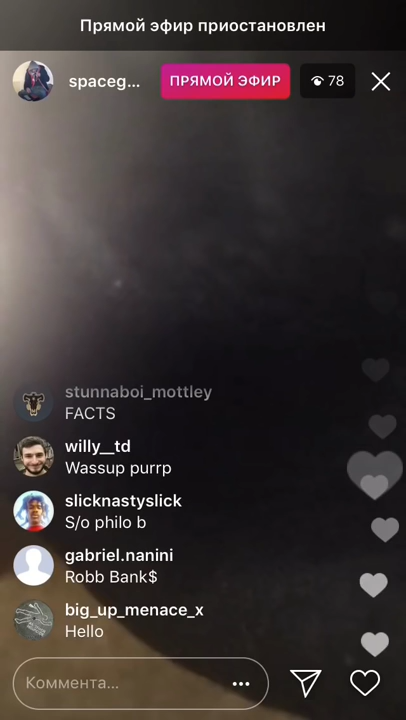 Прямой эфир приостановлен
spaceg...
ПРЯМОЙ ЭФИР
78
stunnaboi_mottley
FACTS
willy__td
Wassup purrp
slicknastyslick
S/o philo b
gabriel.nanini
Robb Bank$
big_up_menace_x
Hello
Коммента...